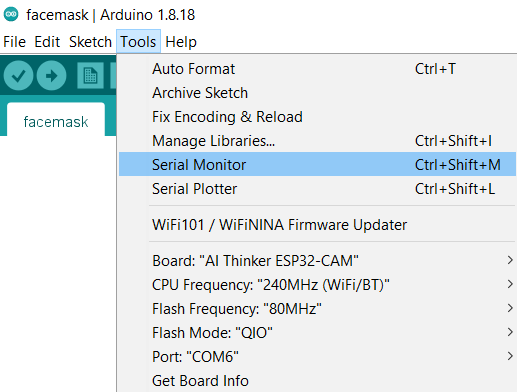 facemask | Arduino 1.8.18
File Edit Sketch Tools Help
facemask
Auto Format Ctrl+T
Archive Sketch
Fix Encoding & Reload
Manage Libraries... Ctrl+Shift+I
Serial Monitor Ctrl+Shift+M
Serial Plotter Ctrl+Shift+L
WiFi101 / WiFiNINA Firmware Updater
Board: "AI Thinker ESP32-CAM"
CPU Frequency: "240MHz (WiFi/BT)"
Flash Frequency: "80MHz"
Flash Mode: "QIO"
Port: "COM6"
Get Board Info